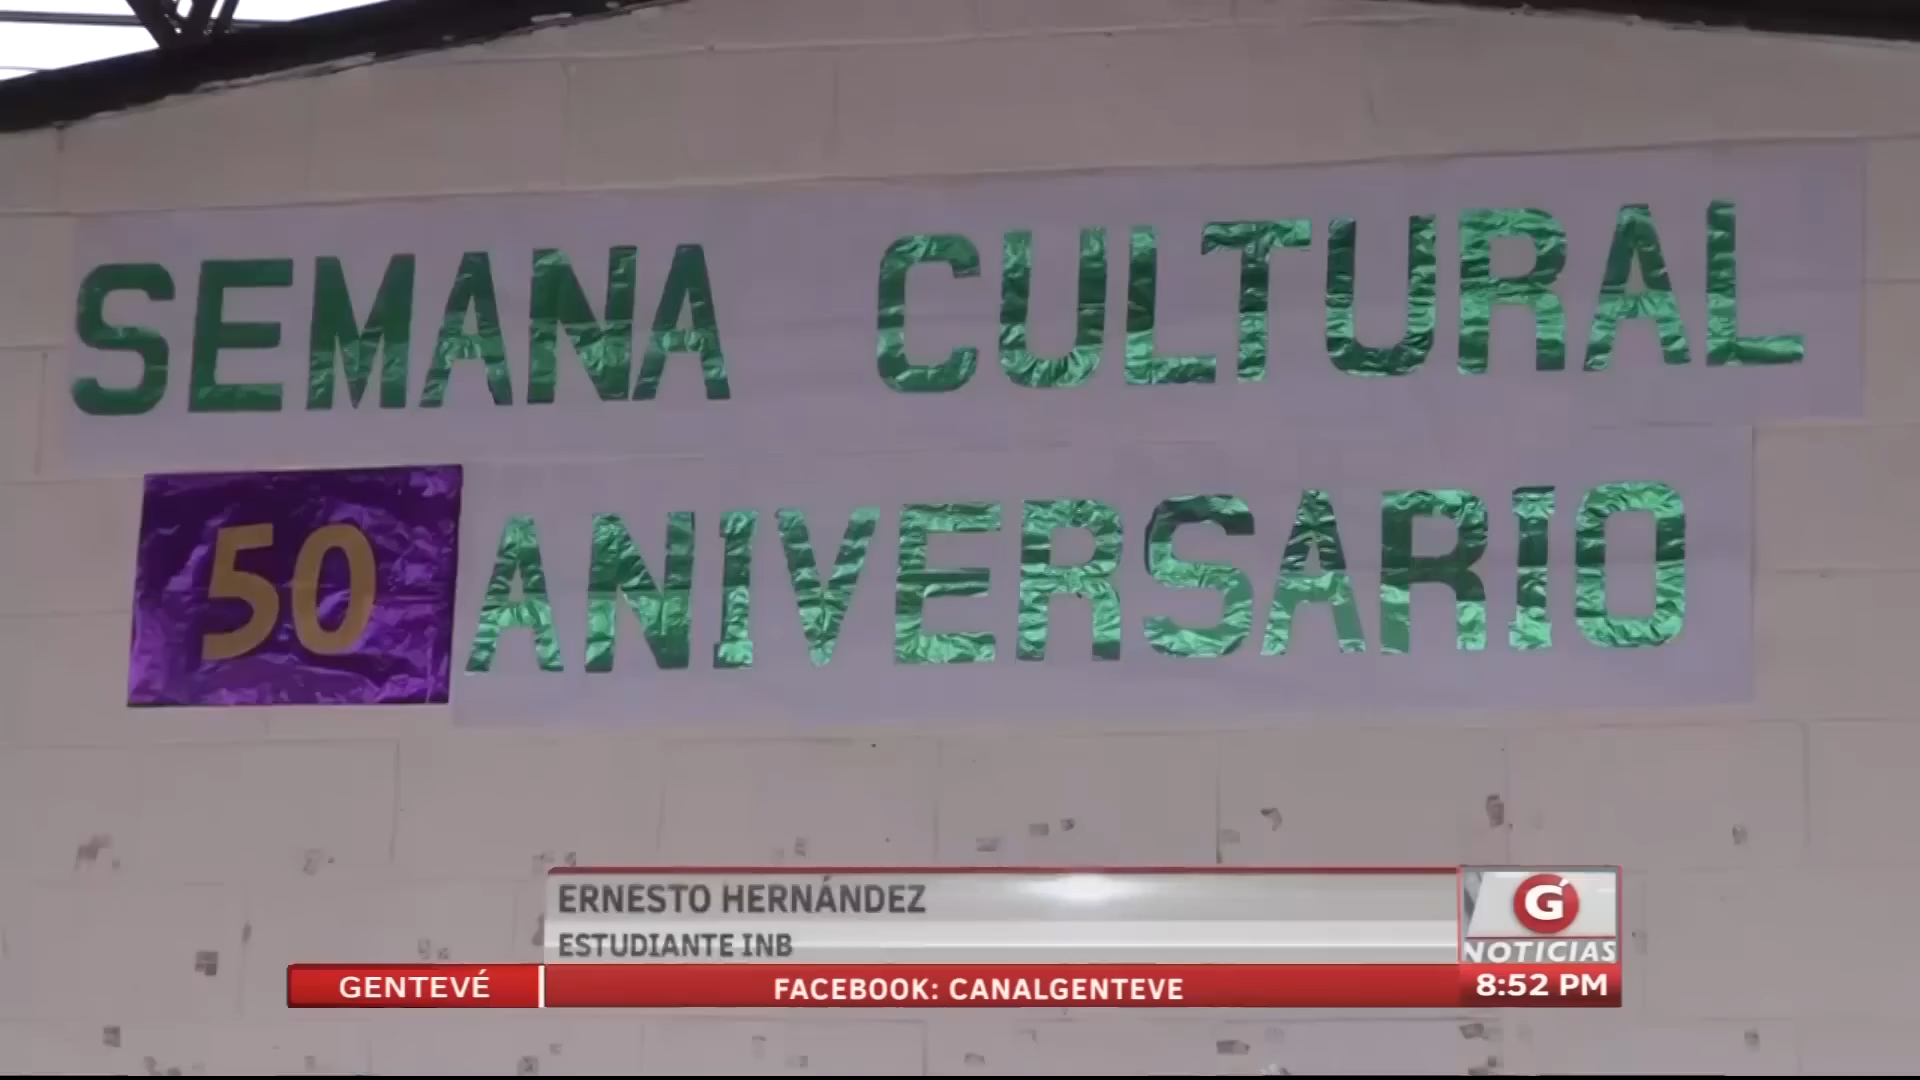 SEMANA CULTURAL
50 ANIVERSARIO
ERNESTO HERNÁNDEZ
ESTUDIANTE INB
G
NOTICIAS
GENTEVÉ
FACEBOOK: CANALGENTEVE
8:52 PM